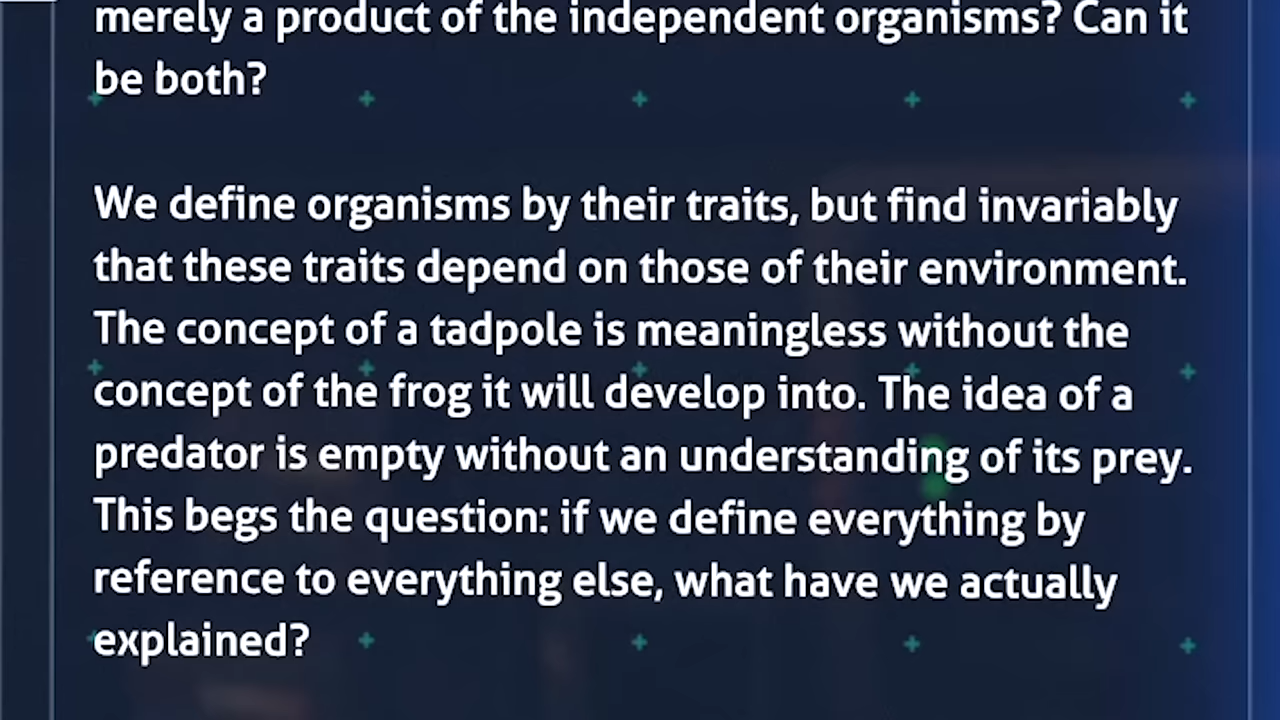 merely a product of the independent organisms? Can it
be both?
We define organisms by their traits, but find invariably
that these traits depend on those of their environment.
The concept of a tadpole is meaningless without the
concept of the frog it will develop into. The idea of a
predator is empty without an understanding of its prey.
This begs the question: if we define everything by
reference to everything else, what have we actually
explained?